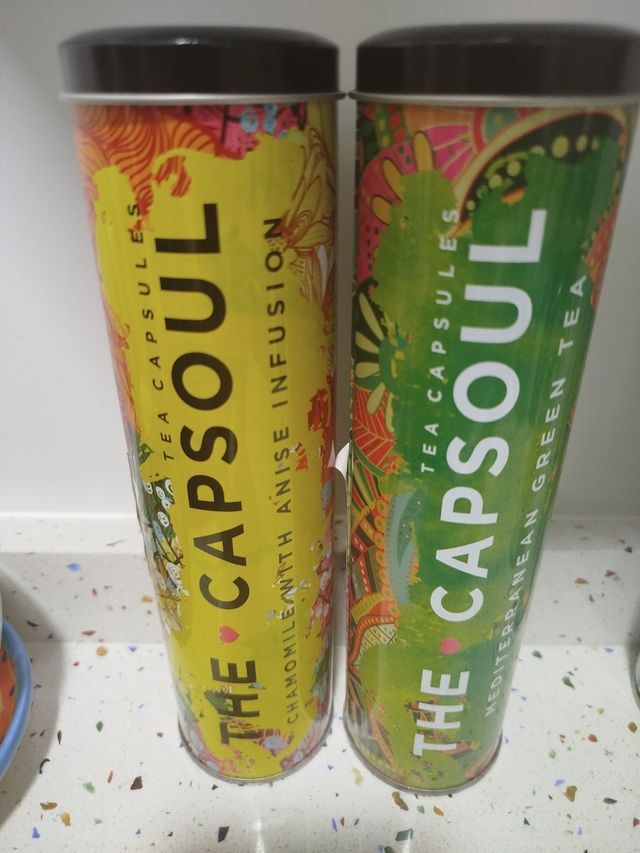 TEA CAPSULES
THE CAPSOUL
CHAMOMILE WITH ANISE INFUSION
TEA CAPSULES
THE CAPSOUL
MEDITERRANEAN GREEN TEA